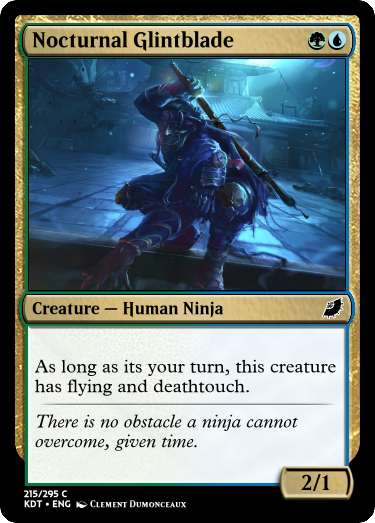 Nocturnal Glintblade
Creature — Human Ninja
As long as its your turn, this creature
has flying and deathtouch.
There is no obstacle a ninja cannot
overcome, given time.
2/1
215/295 C
KDT • ENG Clement Dumonceaux